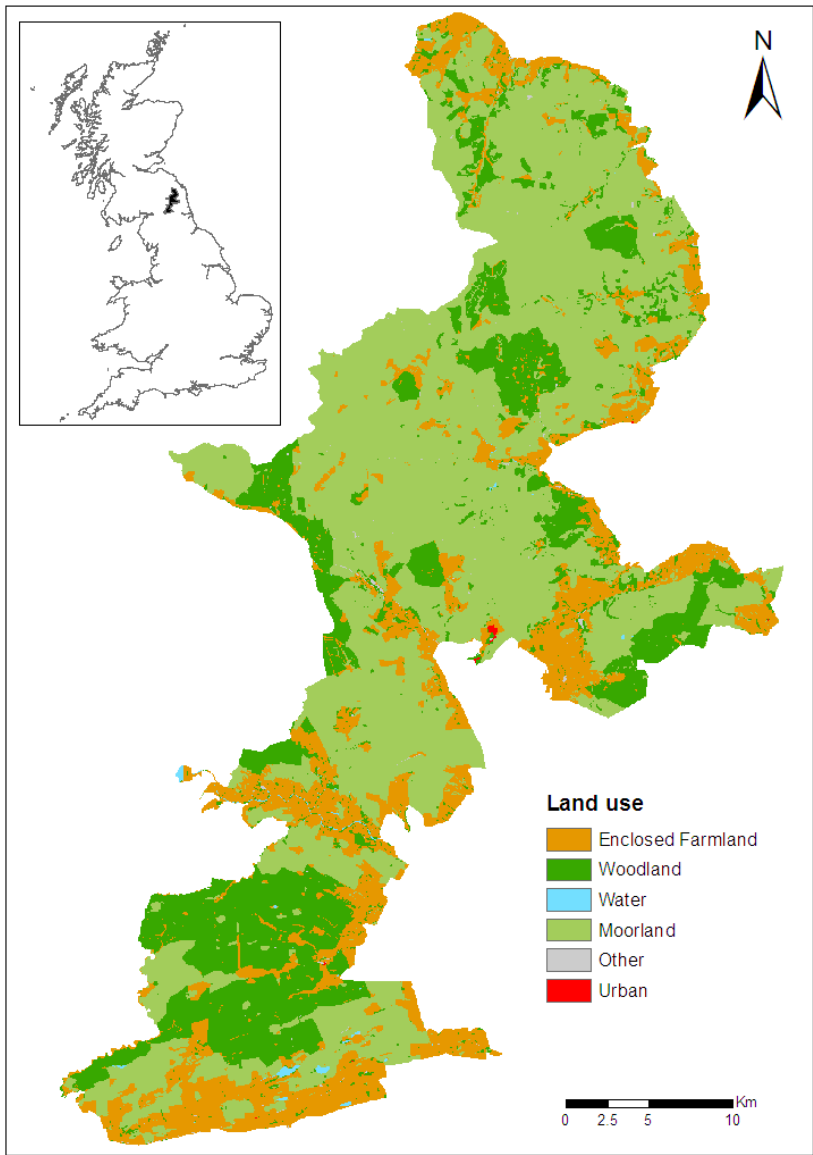 N
Land use
Enclosed Farmland
Woodland
Water
Moorland
Other
Urban
Km
0 2.5 5 10